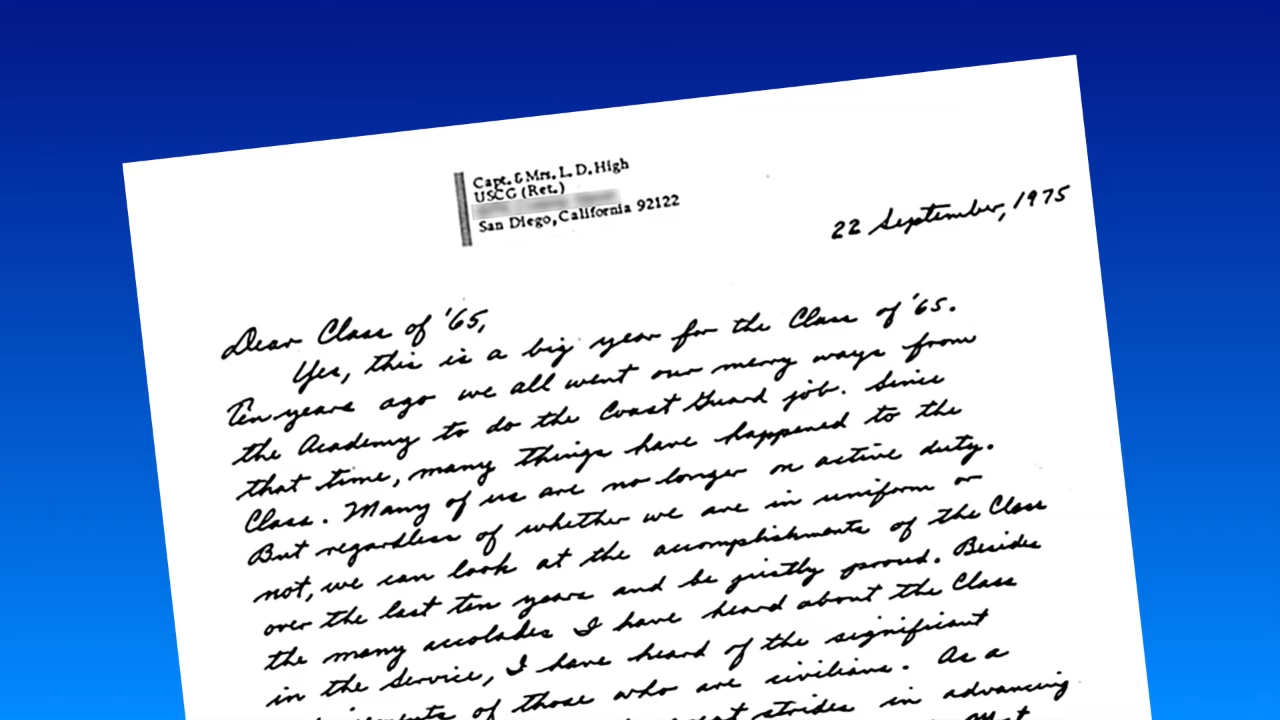 Capt. & Mrs. L. D. High
USCG (Ret.)
San Diego, California 92122
22 September, 1975
Dear Class of '65,
Yes, this is a big year for the Class of '65.
Ten years ago we all went our merry ways from
the Academy to do the Coast Guard job. Since
that time, many things have happened to the
Class. Many of us are no longer on active duty.
But regardless of whether we are in uniform or
not, we can look at the accomplishments of the Class
over the last ten years and be justly proud. Besides
the many accolades I have heard about the Class
in the Service, I have heard of the significant
of those who are civilians. As a
strides in advancing